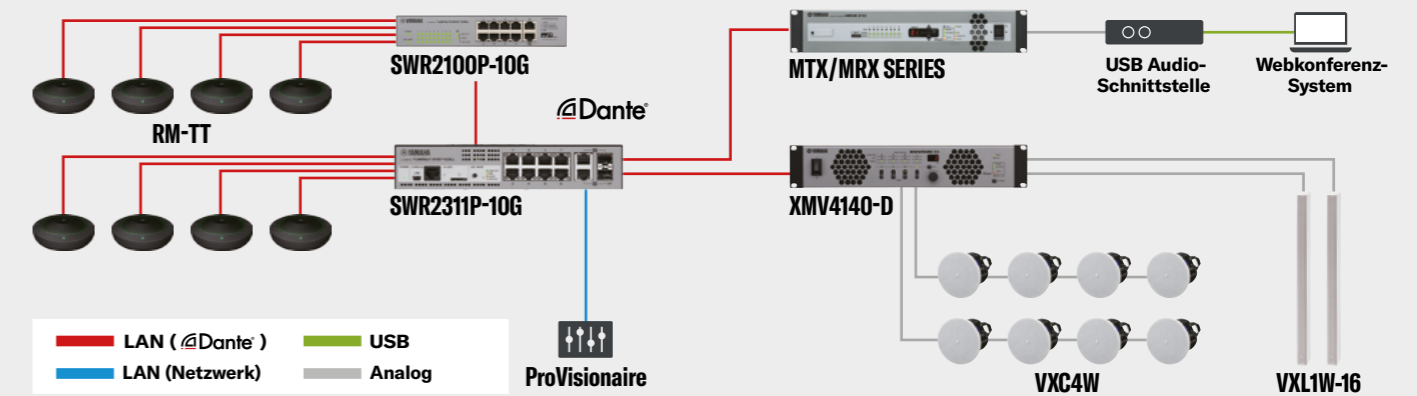 SWR2100P-10G
RM-TT
Dante
MTX/MRX SERIES
USB Audio-
Schnittstelle
Webkonferenz-
System
SWR2311P-10G
XMV4140-D
ProVisionaire
VXC4W
VXL1W-16
LAN (Dante)
USB
LAN (Netzwerk)
Analog